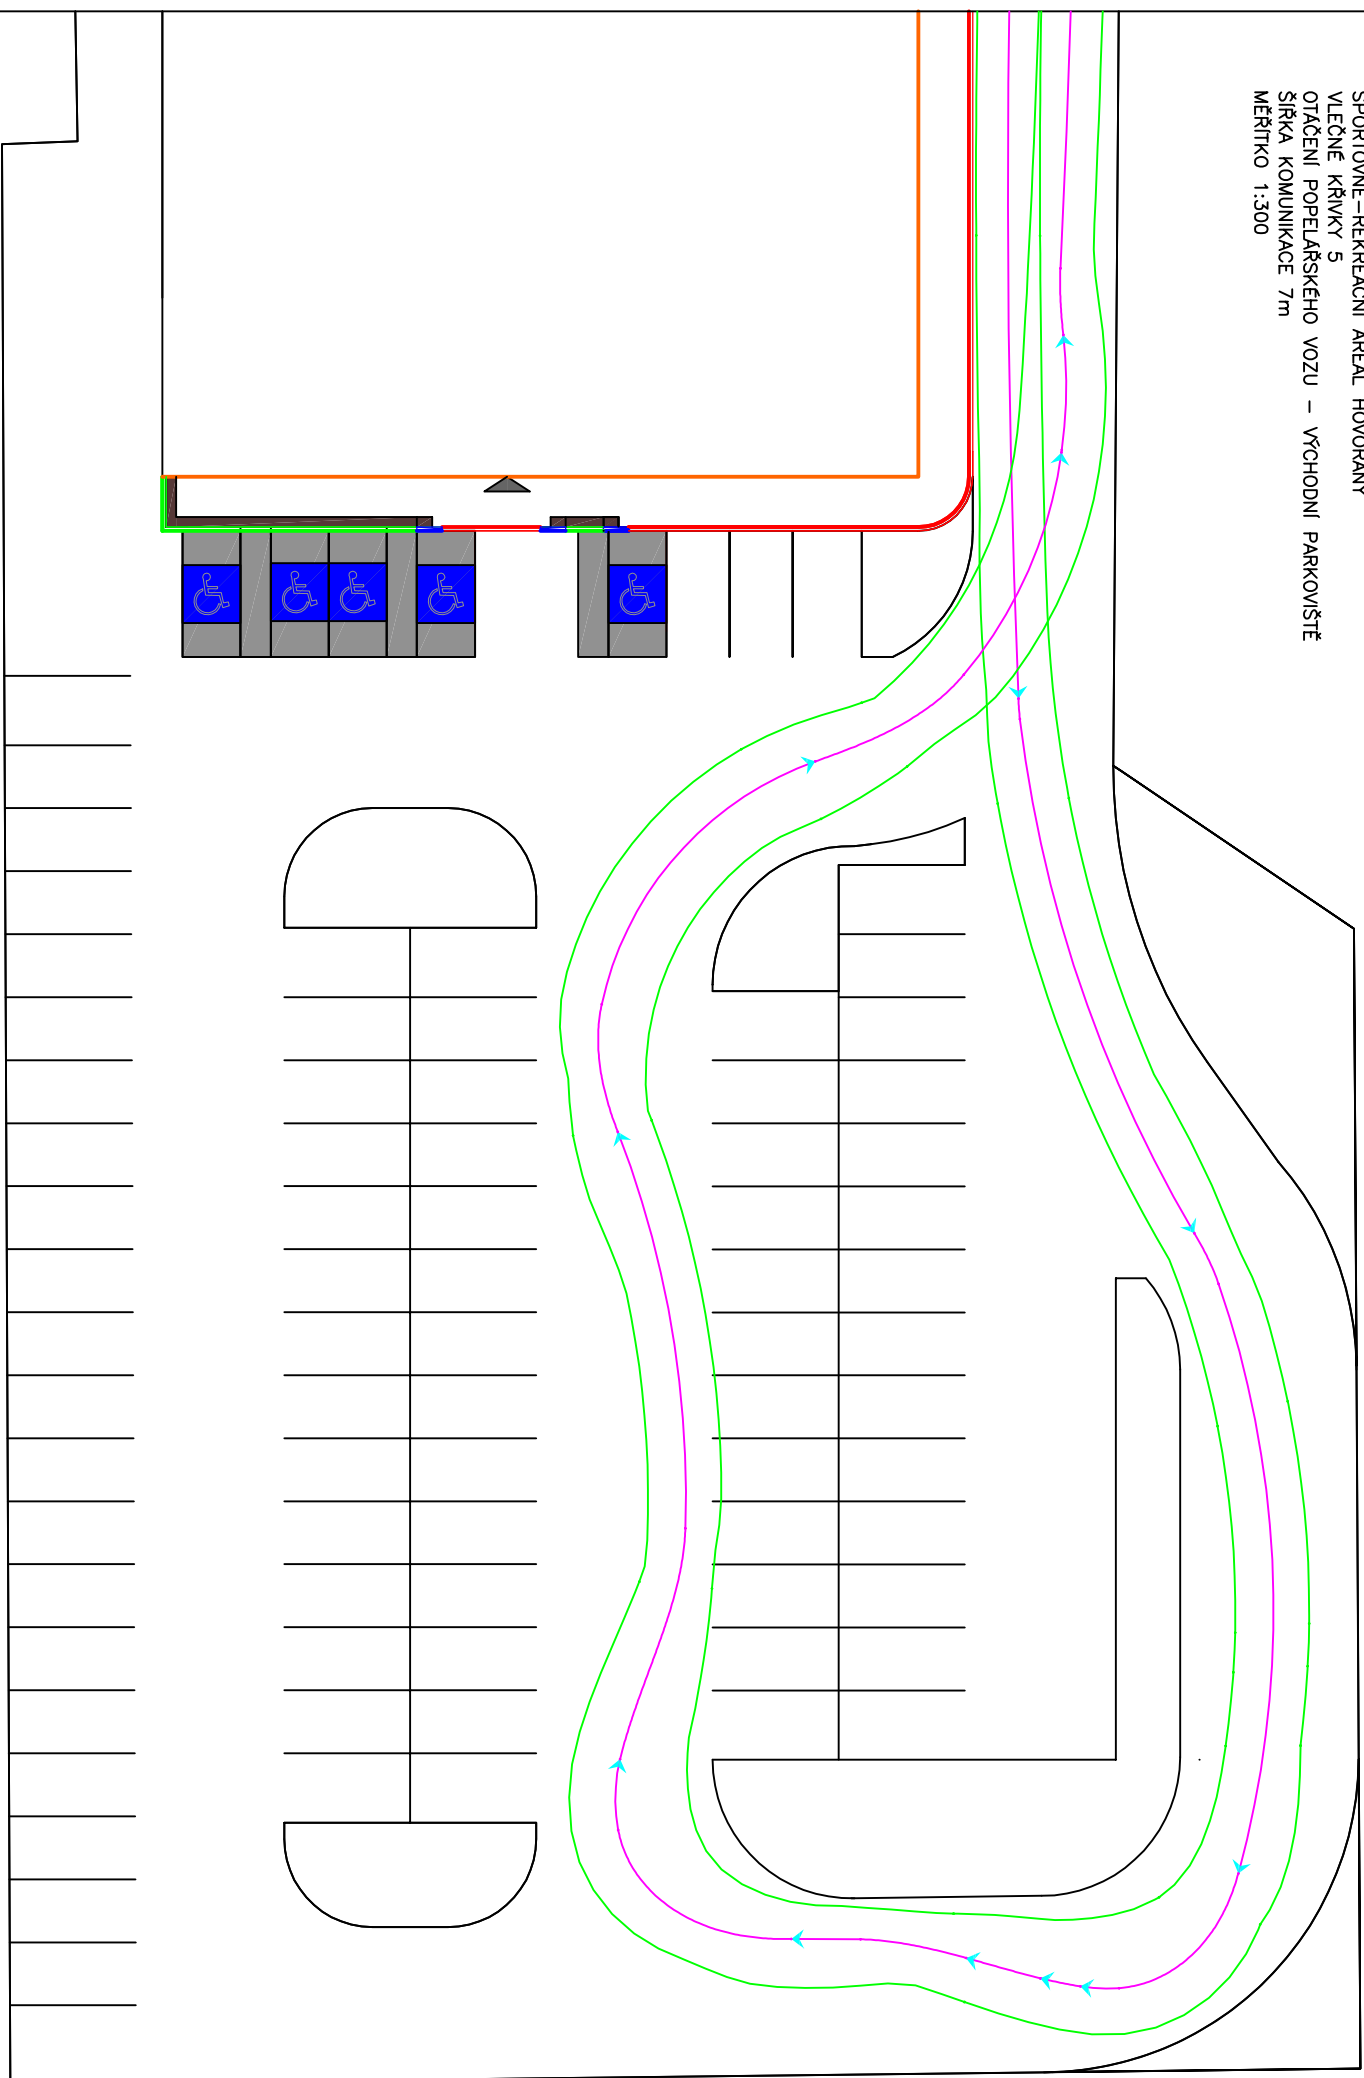 SPORTOVNĚ-REKREAČNÍ AREÁL HOVORANY
VLEČNÉ KŘIVKY 5
OTÁČENÍ POPELÁŘSKÉHO VOZU – VÝCHODNÍ PARKOVIŠTĚ
ŠÍŘKA KOMUNIKACE 7m
MĚŘÍTKO 1:300